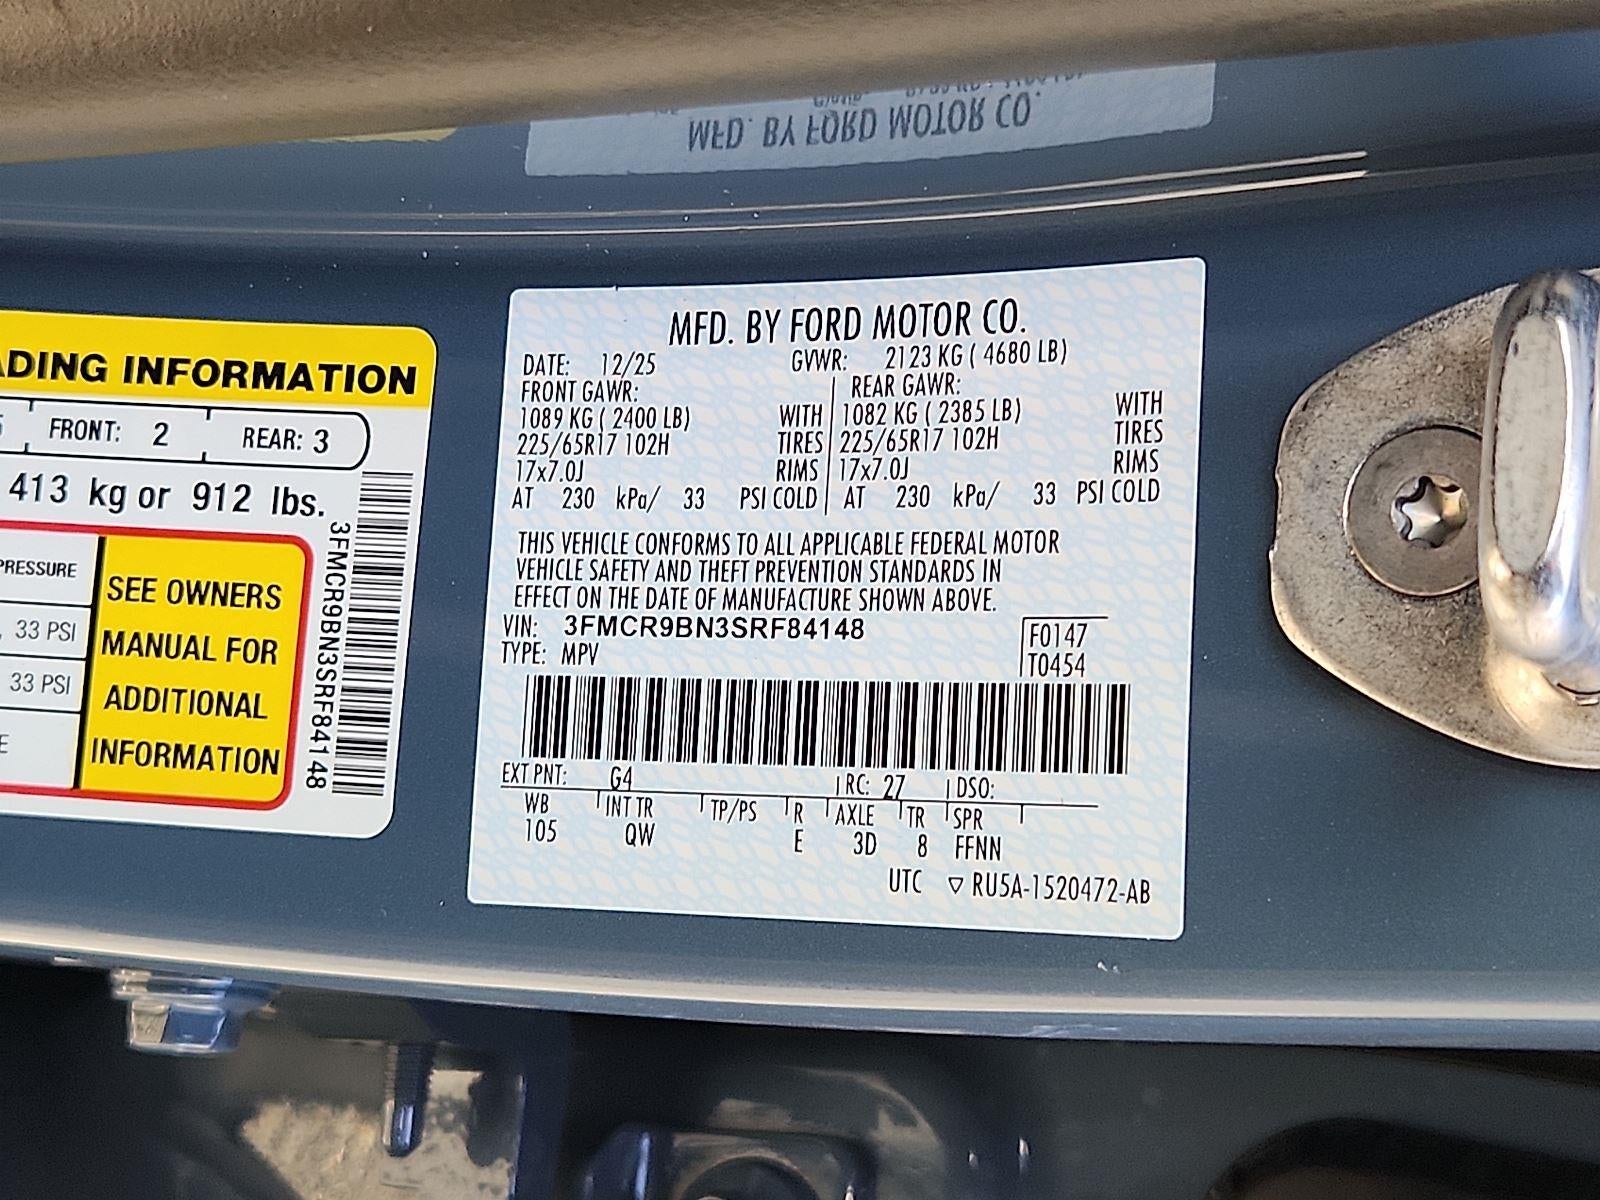 MFD. BY FORD MOTOR CO.
ADING INFORMATION
FRONT: 2 REAR: 3
413 kg or 912 lbs.
PRESSURE
33 PSI
33 PSI
SEE OWNERS
MANUAL FOR
ADDITIONAL
INFORMATION
3FMCR9BN3SRF84148
MFD. BY FORD MOTOR CO.
DATE: 12/25 GVWR: 2123 KG ( 4680 LB)
FRONT GAWR: REAR GAWR:
1089 KG ( 2400 LB) WITH 1082 KG ( 2385 LB) WITH
225/65R17 102H TIRES 225/65R17 102H TIRES
17x7.0J RIMS 17x7.0J RIMS
AT 230 kPa/ 33 PSI COLD AT 230 kPa/ 33 PSI COLD
THIS VEHICLE CONFORMS TO ALL APPLICABLE FEDERAL MOTOR
VEHICLE SAFETY AND THEFT PREVENTION STANDARDS IN
EFFECT ON THE DATE OF MANUFACTURE SHOWN ABOVE.
VIN: 3FMCR9BN3SRF84148 F0147
TYPE: MPV T0454
EXT PNT: G4 RC: 27 DSO:
WB INT TR TP/PS R AXLE TR SPR
105 QW E 3D 8 FFNN
UTC ▽ RU5A-1520472-AB